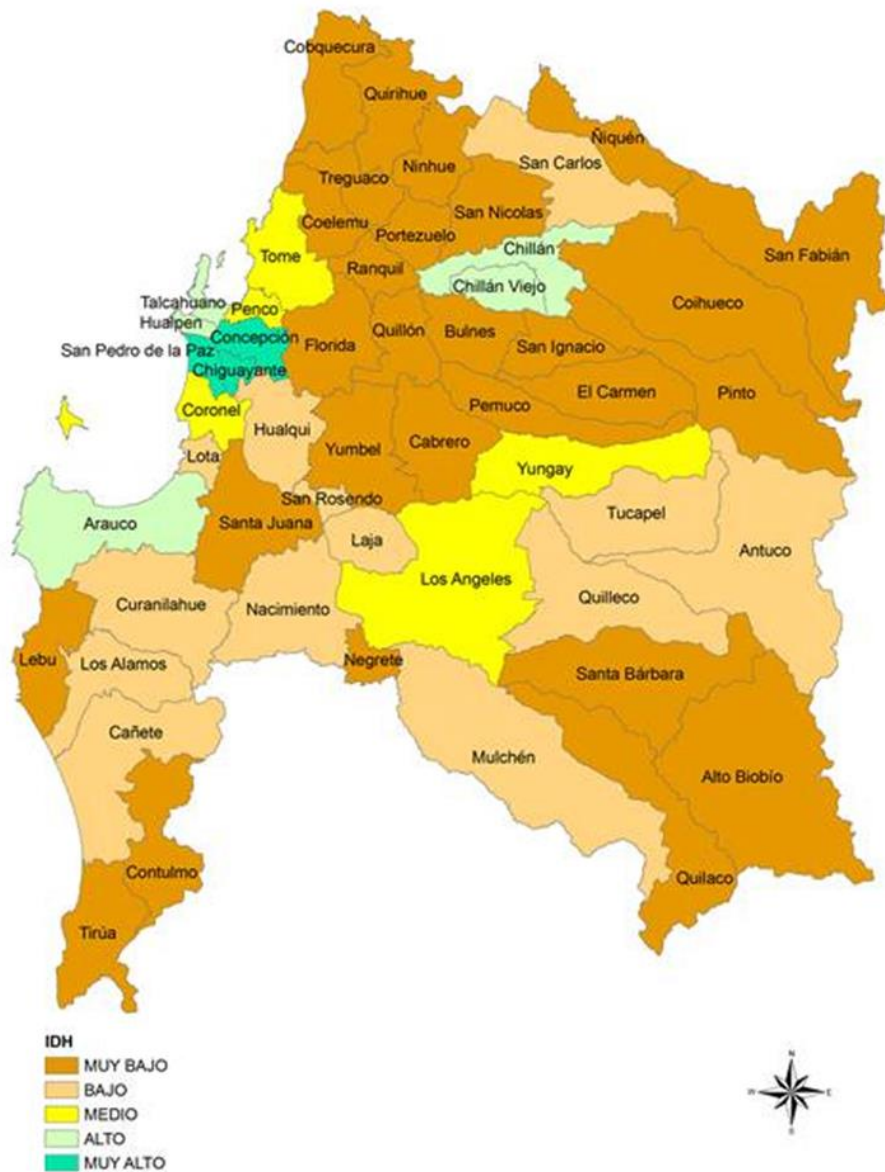 Cobquecura
Quirihue
Ñiquén
Ninhue
San Carlos
Treguaco
San Nicolas
Coelemu
Portezuelo
Chillán
San Fabián
Tome
Ranquil
Chillán Viejo
Coihueco
Talcahuano
Penco
Hualpen
Concepción
Florida
Quillón
Bulnes
San Ignacio
San Pedro de la Paz
Chiguayante
El Carmen
Pinto
Coronel
Pemuco
Hualqui
Yumbel
Cabrero
Lota
Yungay
San Rosendo
Arauco
Santa Juana
Laja
Tucapel
Antuco
Los Angeles
Curanilahue
Nacimiento
Quilleco
Lebu
Los Alamos
Negrete
Santa Bárbara
Cañete
Mulchén
Alto Biobío
Contulmo
Quilaco
Tirúa
IDH
MUY BAJO
BAJO
MEDIO
ALTO
MUY ALTO
N
W
E
S